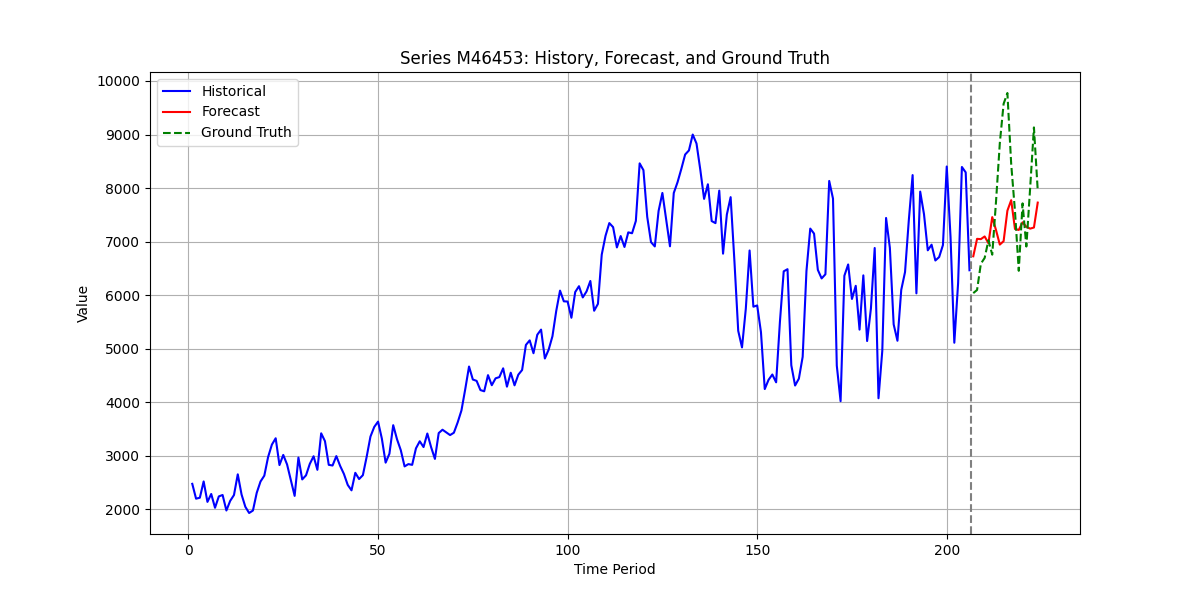 Series M46453: History, Forecast, and Ground Truth
Historical
Forecast
Ground Truth
10000
9000
8000
7000
6000
5000
4000
3000
2000
Value
0
50
100
150
200
Time Period